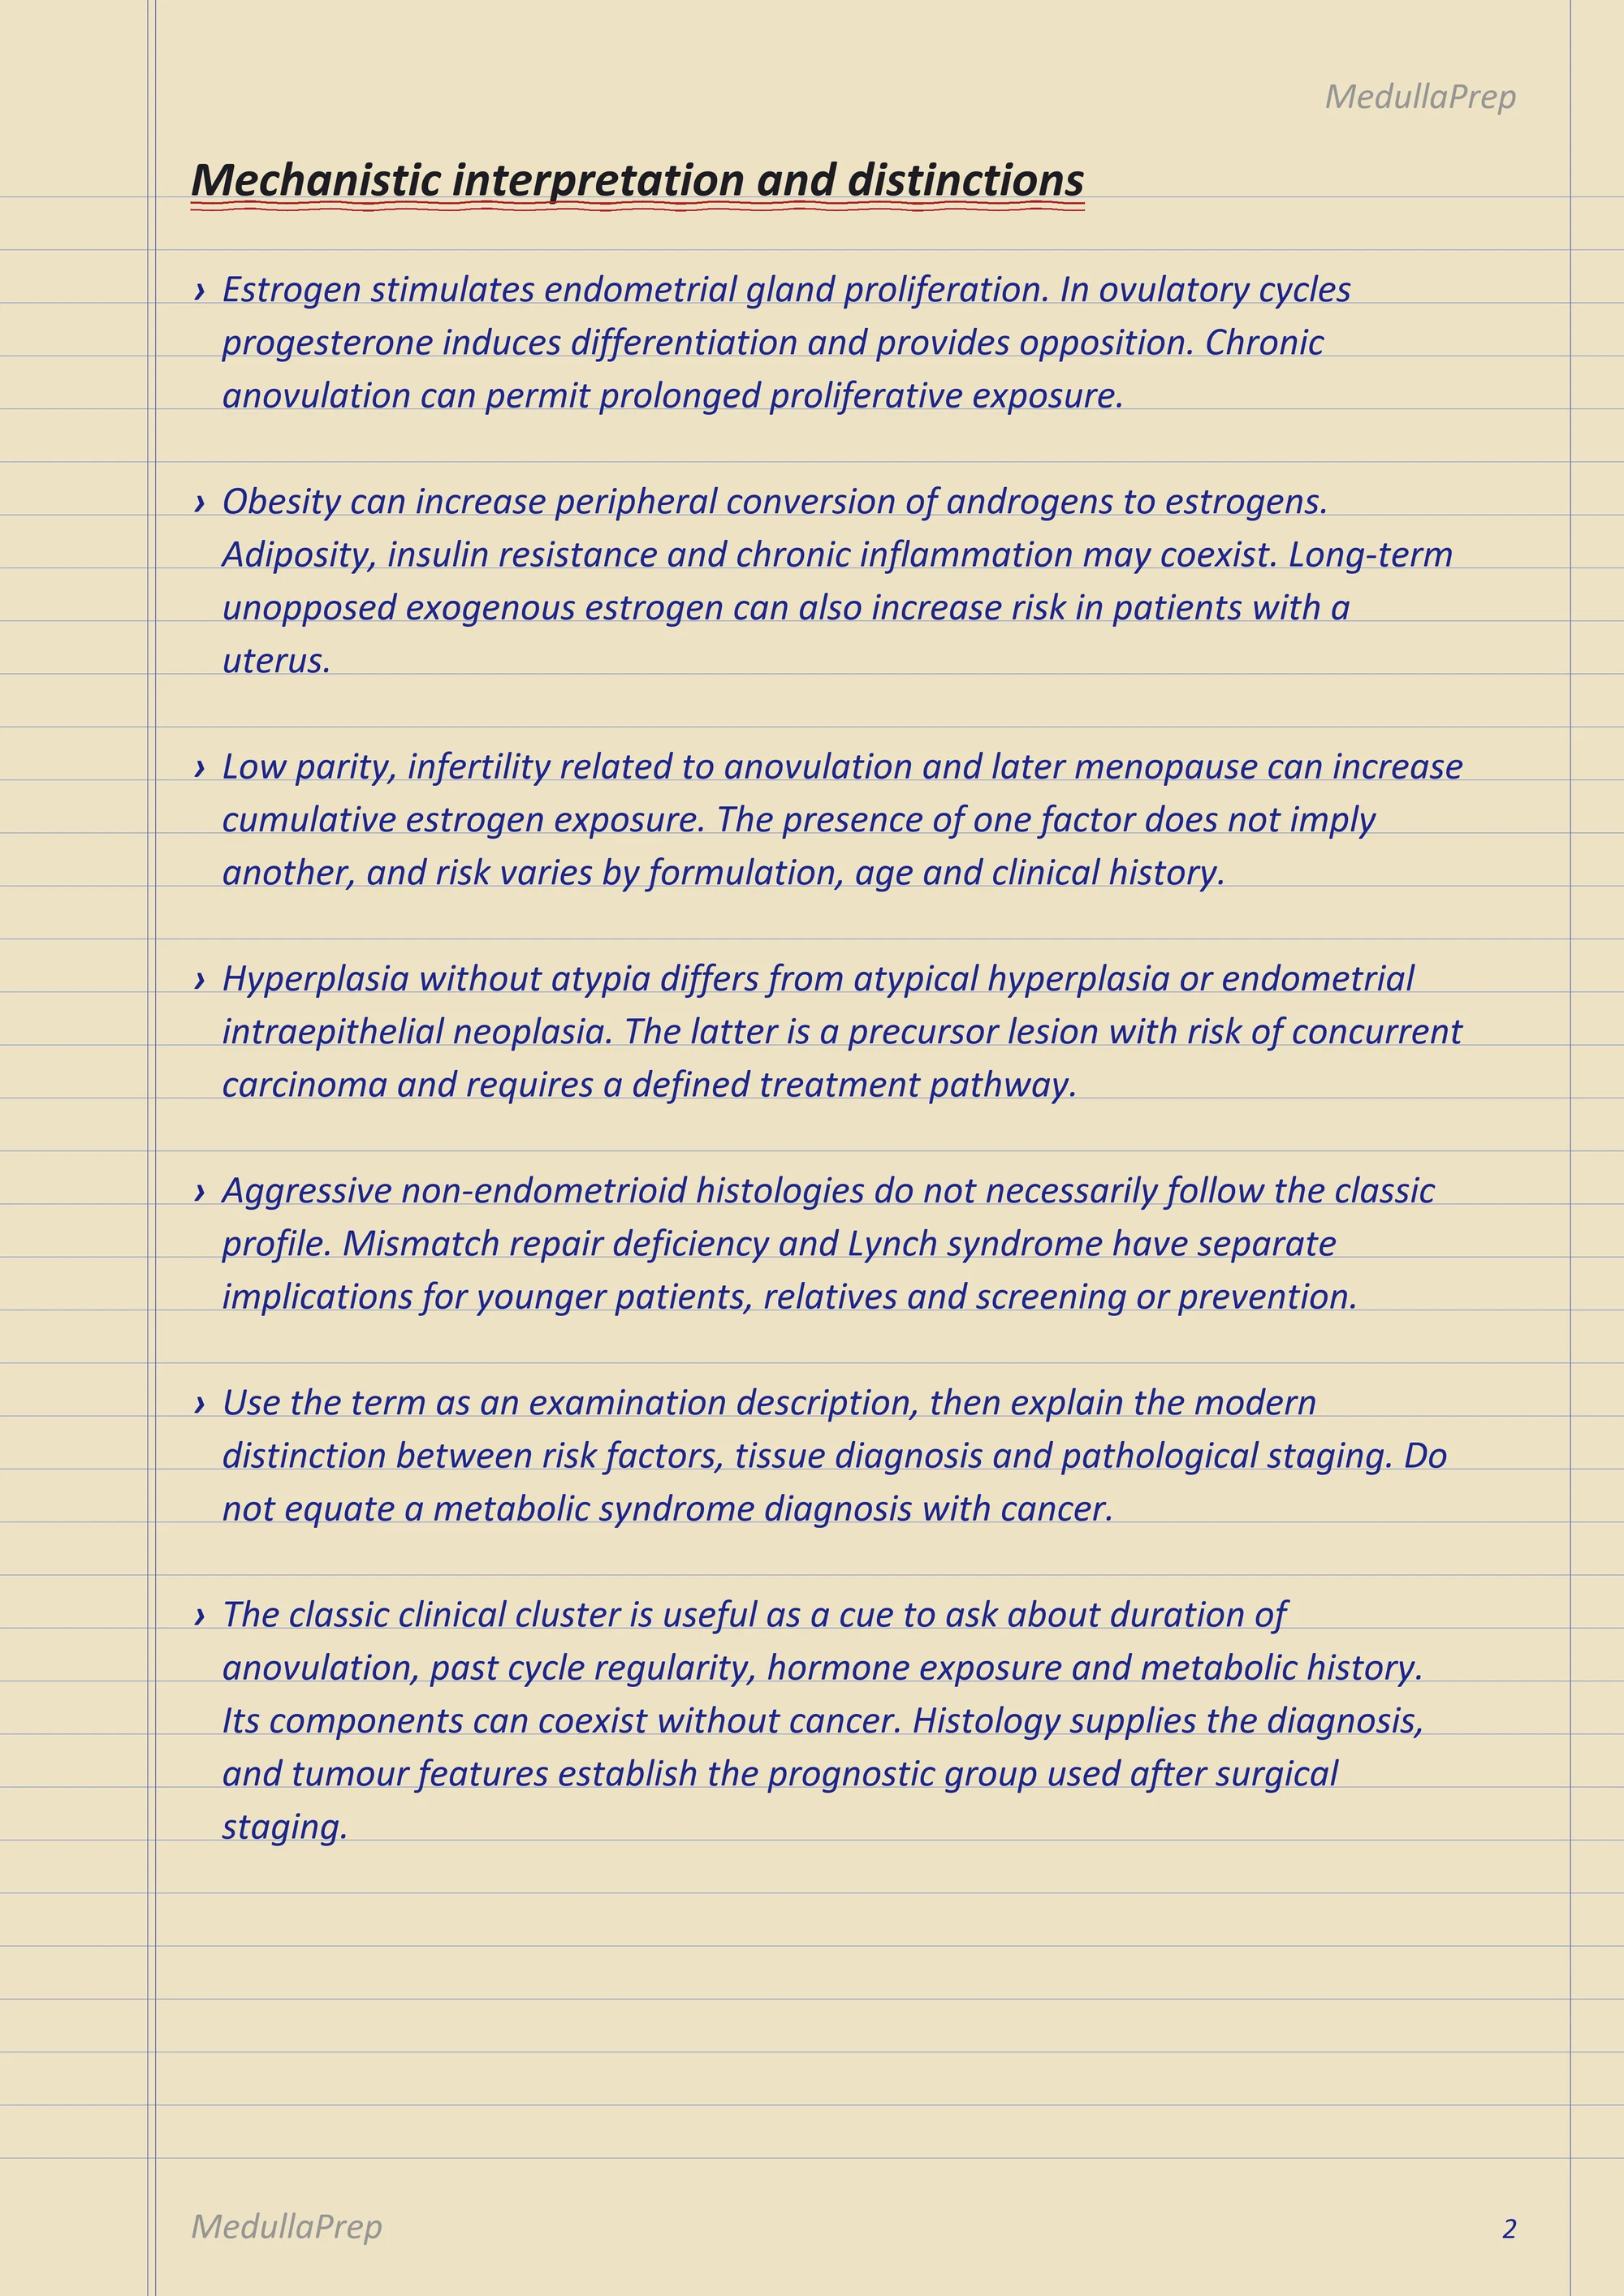 MedullaPrep
Mechanistic interpretation and distinctions
› Estrogen stimulates endometrial gland proliferation. In ovulatory cycles
progesterone induces differentiation and provides opposition. Chronic
anovulation can permit prolonged proliferative exposure.
› Obesity can increase peripheral conversion of androgens to estrogens.
Adiposity, insulin resistance and chronic inflammation may coexist. Long-term
unopposed exogenous estrogen can also increase risk in patients with a
uterus.
› Low parity, infertility related to anovulation and later menopause can increase
cumulative estrogen exposure. The presence of one factor does not imply
another, and risk varies by formulation, age and clinical history.
› Hyperplasia without atypia differs from atypical hyperplasia or endometrial
intraepithelial neoplasia. The latter is a precursor lesion with risk of concurrent
carcinoma and requires a defined treatment pathway.
› Aggressive non-endometrioid histologies do not necessarily follow the classic
profile. Mismatch repair deficiency and Lynch syndrome have separate
implications for younger patients, relatives and screening or prevention.
› Use the term as an examination description, then explain the modern
distinction between risk factors, tissue diagnosis and pathological staging. Do
not equate a metabolic syndrome diagnosis with cancer.
› The classic clinical cluster is useful as a cue to ask about duration of
anovulation, past cycle regularity, hormone exposure and metabolic history.
Its components can coexist without cancer. Histology supplies the diagnosis,
and tumour features establish the prognostic group used after surgical
staging.
MedullaPrep
2